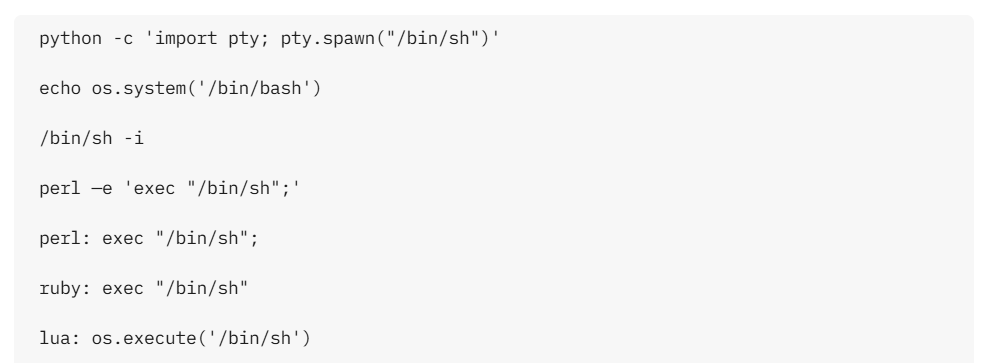 python -c 'import pty; pty.spawn("/bin/sh")'
echo os.system('/bin/bash')
/bin/sh -i
perl —e 'exec "/bin/sh";'
perl: exec "/bin/sh";
ruby: exec "/bin/sh"
lua: os.execute('/bin/sh')